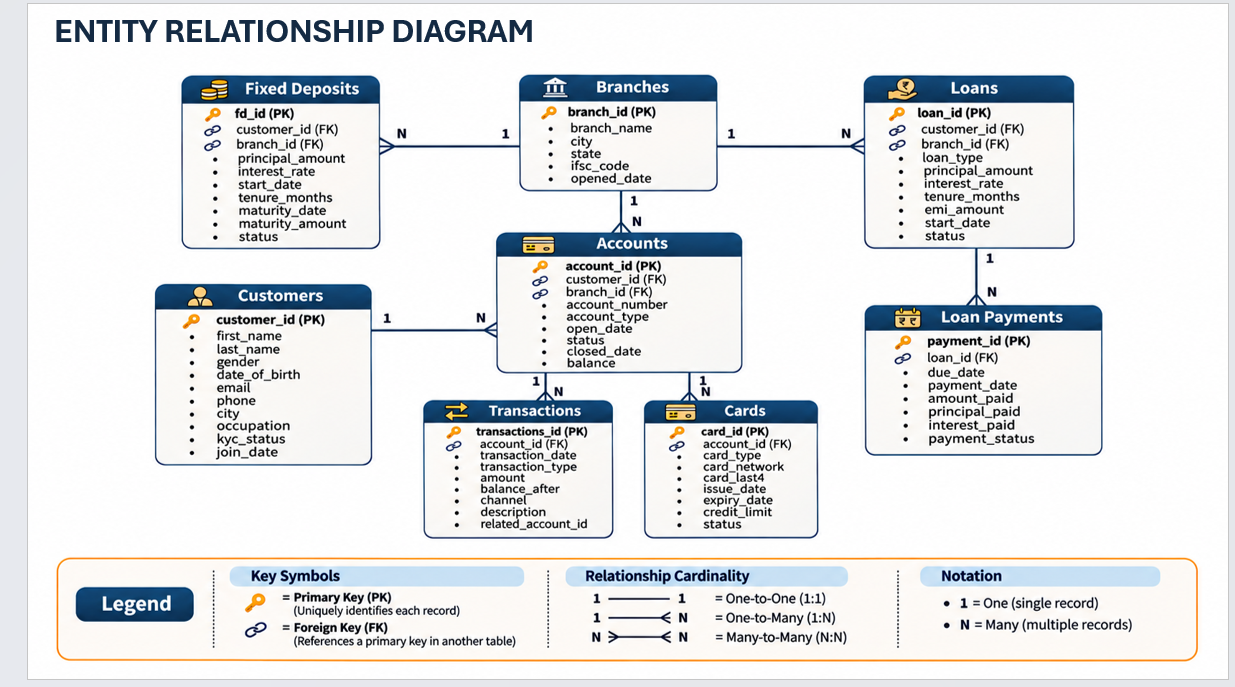 ENTITY RELATIONSHIP DIAGRAM
Fixed Deposits
fd_id (PK)
customer_id (FK)
branch_id (FK)
principal_amount
interest_rate
start_date
tenure_months
maturity_date
maturity_amount
status
N
1
Branches
branch_id (PK)
branch_name
city
state
ifsc_code
opened_date
1
N
Loans
loan_id (PK)
customer_id (FK)
branch_id (FK)
loan_type
principal_amount
interest_rate
tenure_months
emi_amount
start_date
status
1
N
Customers
customer_id (PK)
first_name
last_name
gender
date_of_birth
email
phone
city
occupation
kyc_status
join_date
1
N
Accounts
account_id (PK)
customer_id (FK)
branch_id (FK)
account_number
account_type
open_date
status
closed_date
balance
1
N
Loan Payments
payment_id (PK)
loan_id (FK)
due_date
payment_date
amount_paid
principal_paid
interest_paid
payment_status
1
N
Transactions
transactions_id (PK)
account_id (FK)
transaction_date
transaction_type
amount
balance_after
channel
description
related_account_id
1
N
Cards
card_id (PK)
account_id (FK)
card_type
card_network
card_last4
issue_date
expiry_date
credit_limit
status
Legend
Key Symbols
= Primary Key (PK)
(Uniquely identifies each record)
= Foreign Key (FK)
(References a primary key in another table)
Relationship Cardinality
1 1 = One-to-One (1:1)
1 N = One-to-Many (1:N)
N N = Many-to-Many (N:N)
Notation
• 1 = One (single record)
• N = Many (multiple records)